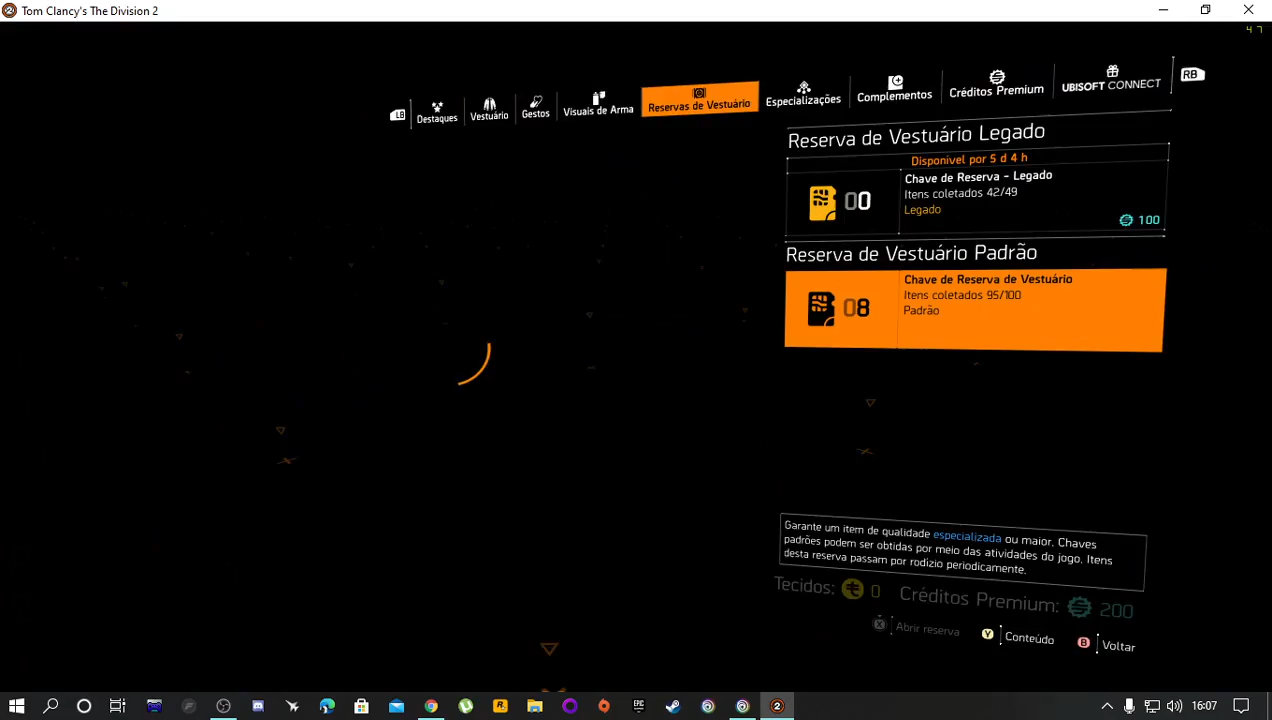 Tom Clancy's The Division 2
47
LB
Destaques
Vestuário
Gestos
Visuais de Arma
Reservas de Vestuário
Especializações
Complementos
Créditos Premium
UBISOFT CONNECT
RB
Reserva de Vestuário Legado
Disponível por 5 d 4 h
Chave de Reserva - Legado
00
Itens coletados 42/49
Legado
100
Reserva de Vestuário Padrão
Chave de Reserva de Vestuário
08
Itens coletados 95/100
Padrão
Garante um item de qualidade especializada ou maior. Chaves
padrões podem ser obtidas por meio das atividades do jogo. Itens
desta reserva passam por rodízio periodicamente.
Tecidos: 0 Créditos Premium: 200
X Abrir reserva Y Conteúdo B Voltar
EPIC
16:07